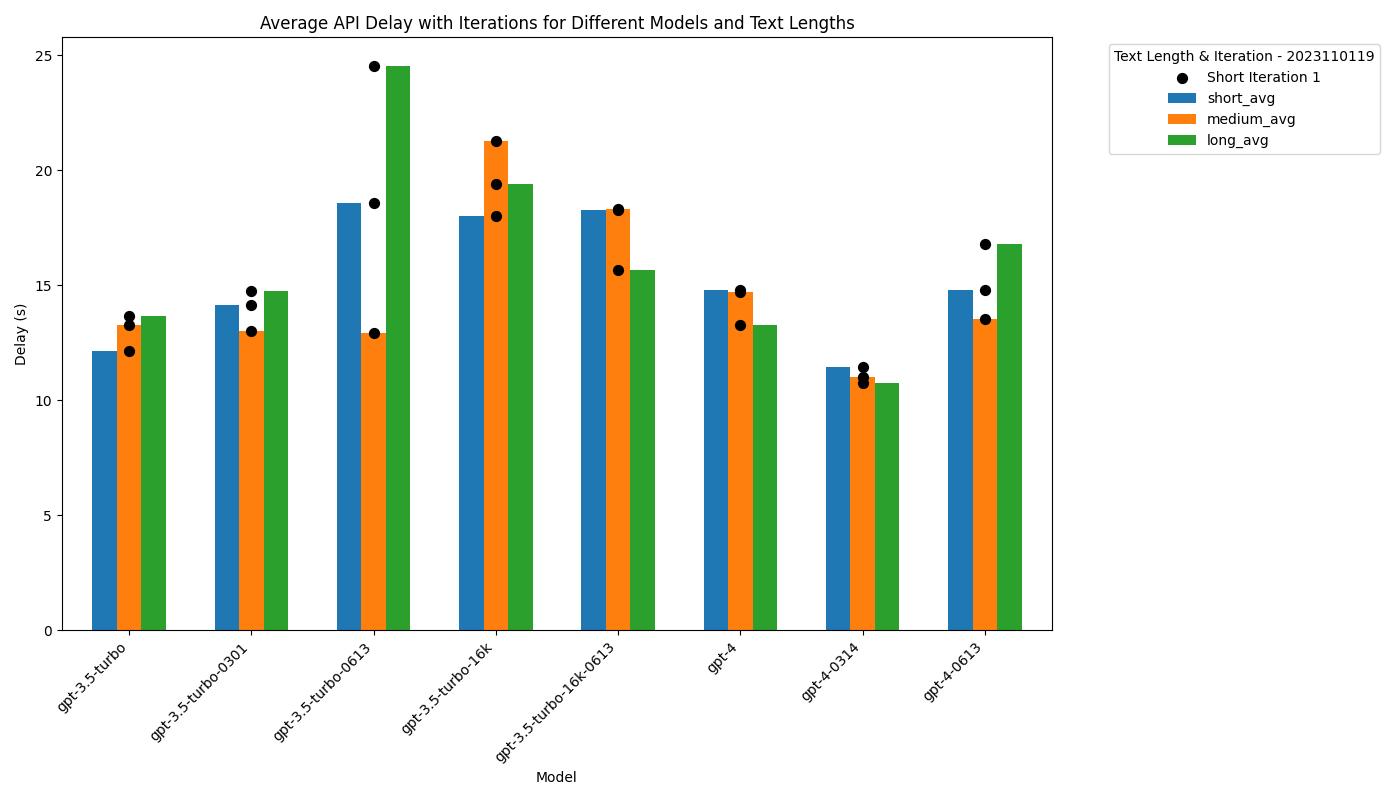 Average API Delay with Iterations for Different Models and Text Lengths
Text Length & Iteration - 2023110119
Short Iteration 1
short_avg
medium_avg
long_avg
Delay (s)
25
20
15
10
5
0
gpt-3.5-turbo
gpt-3.5-turbo-0301
gpt-3.5-turbo-0613
gpt-3.5-turbo-16k
gpt-3.5-turbo-16k-0613
gpt-4
gpt-4-0314
gpt-4-0613
Model